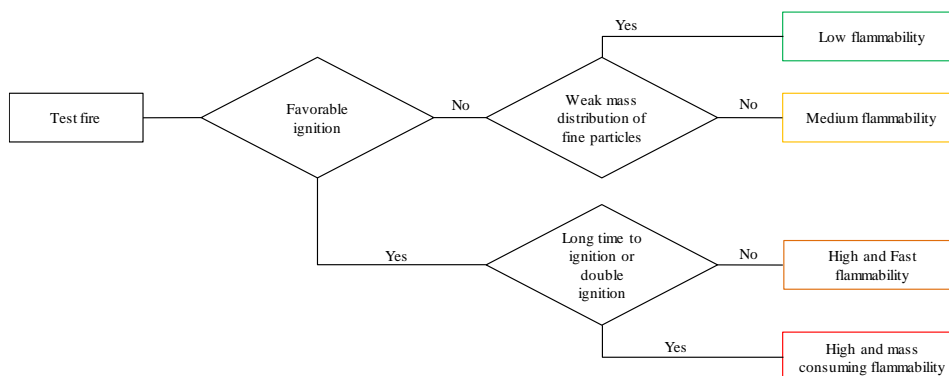 Yes
Low flammability
Test fire
Favorable
ignition
No
Weak mass
distribution of
fine particles
No
Medium flammability
Yes
Long time to
ignition or
double
ignition
No
High and Fast
flammability
Yes
High and mass
consuming flammability